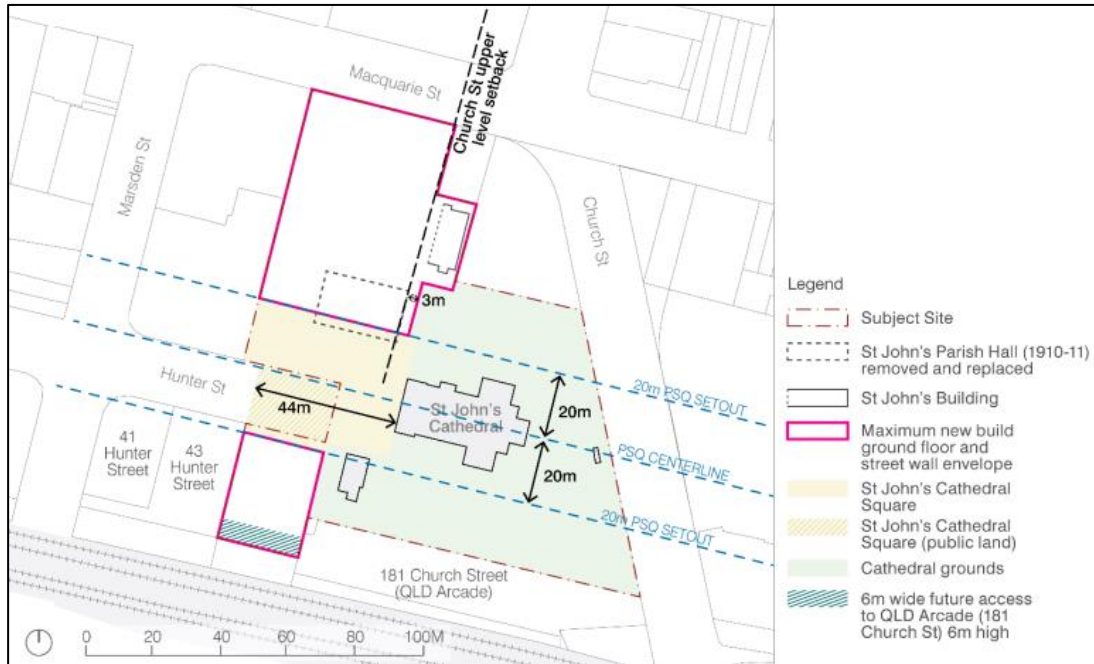 Macquarie St
Church St upper
level setback
Marsden St
Church St
3m
Hunter St
44m
St John's
Cathedral
20m
20m
20m PSQ SETOUT
PSQ CENTERLINE
20m PSQ SETOUT
41
Hunter
Street
43
Hunter
Street
181 Church Street
(QLD Arcade)
0 20 40 60 80 100M
Legend
Subject Site
St John's Parish Hall (1910-11)
removed and replaced
St John's Building
Maximum new build
ground floor and
street wall envelope
St John's Cathedral
Square
St John's Cathedral
Square (public land)
Cathedral grounds
6m wide future access
to QLD Arcade (181
Church St) 6m high